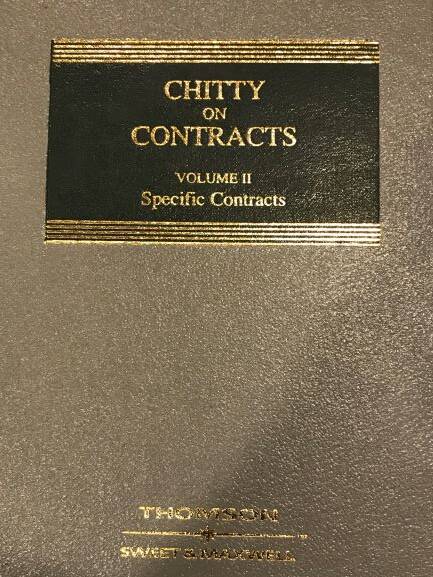 CHITTY
ON
CONTRACTS
VOLUME II
Specific Contracts
THOMSON
SWEET & MAXWELL